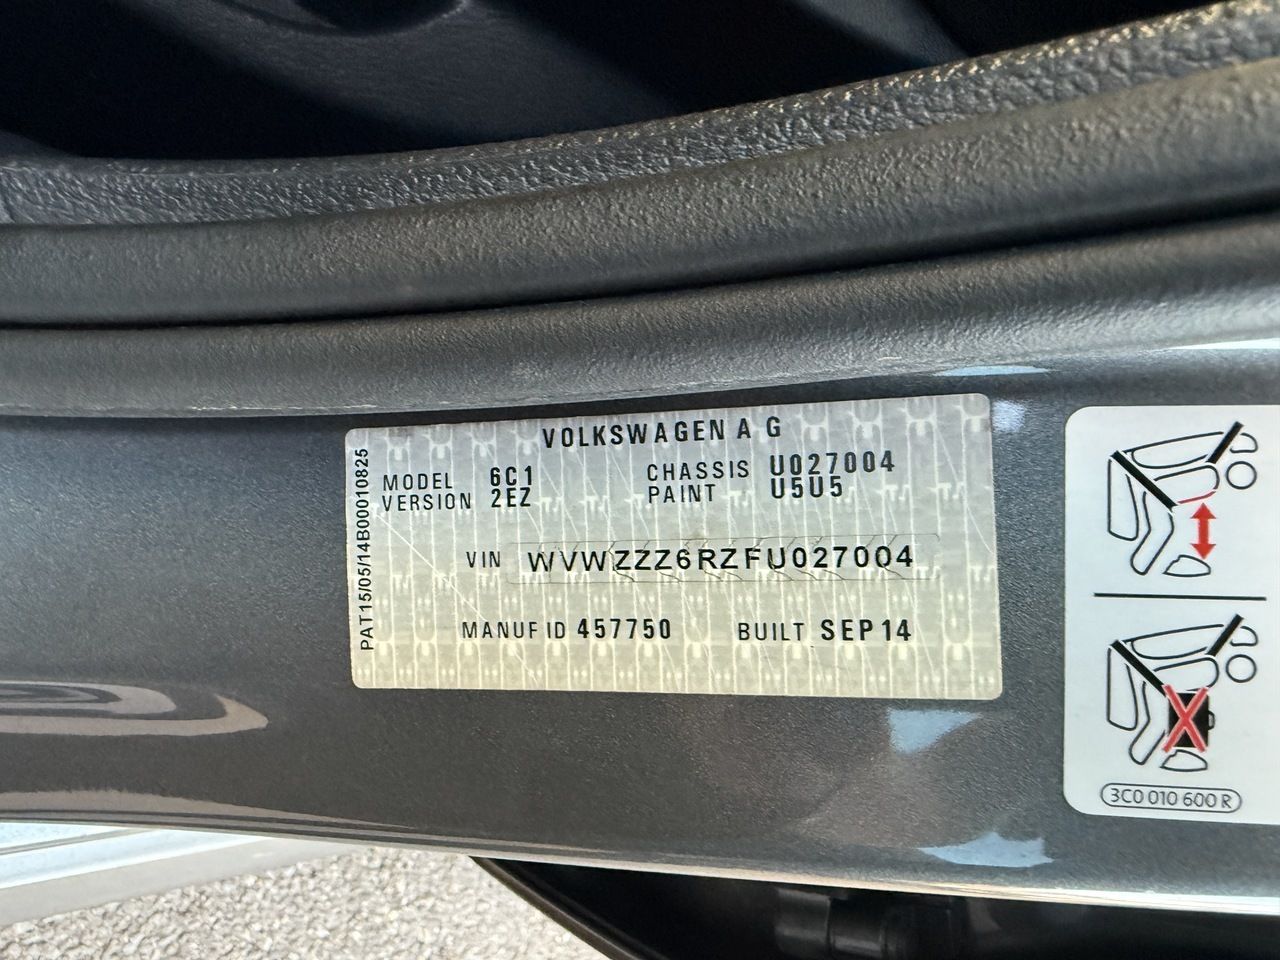 VOLKSWAGEN A G
MODEL 6C1 CHASSIS U027004
VERSION 2EZ PAINT U5U5
VIN WVWZZZ6RZFU027004
MANUF ID 457750 BUILT SEP 14
PAT15/05/14B00010825
3C0 010 600 R